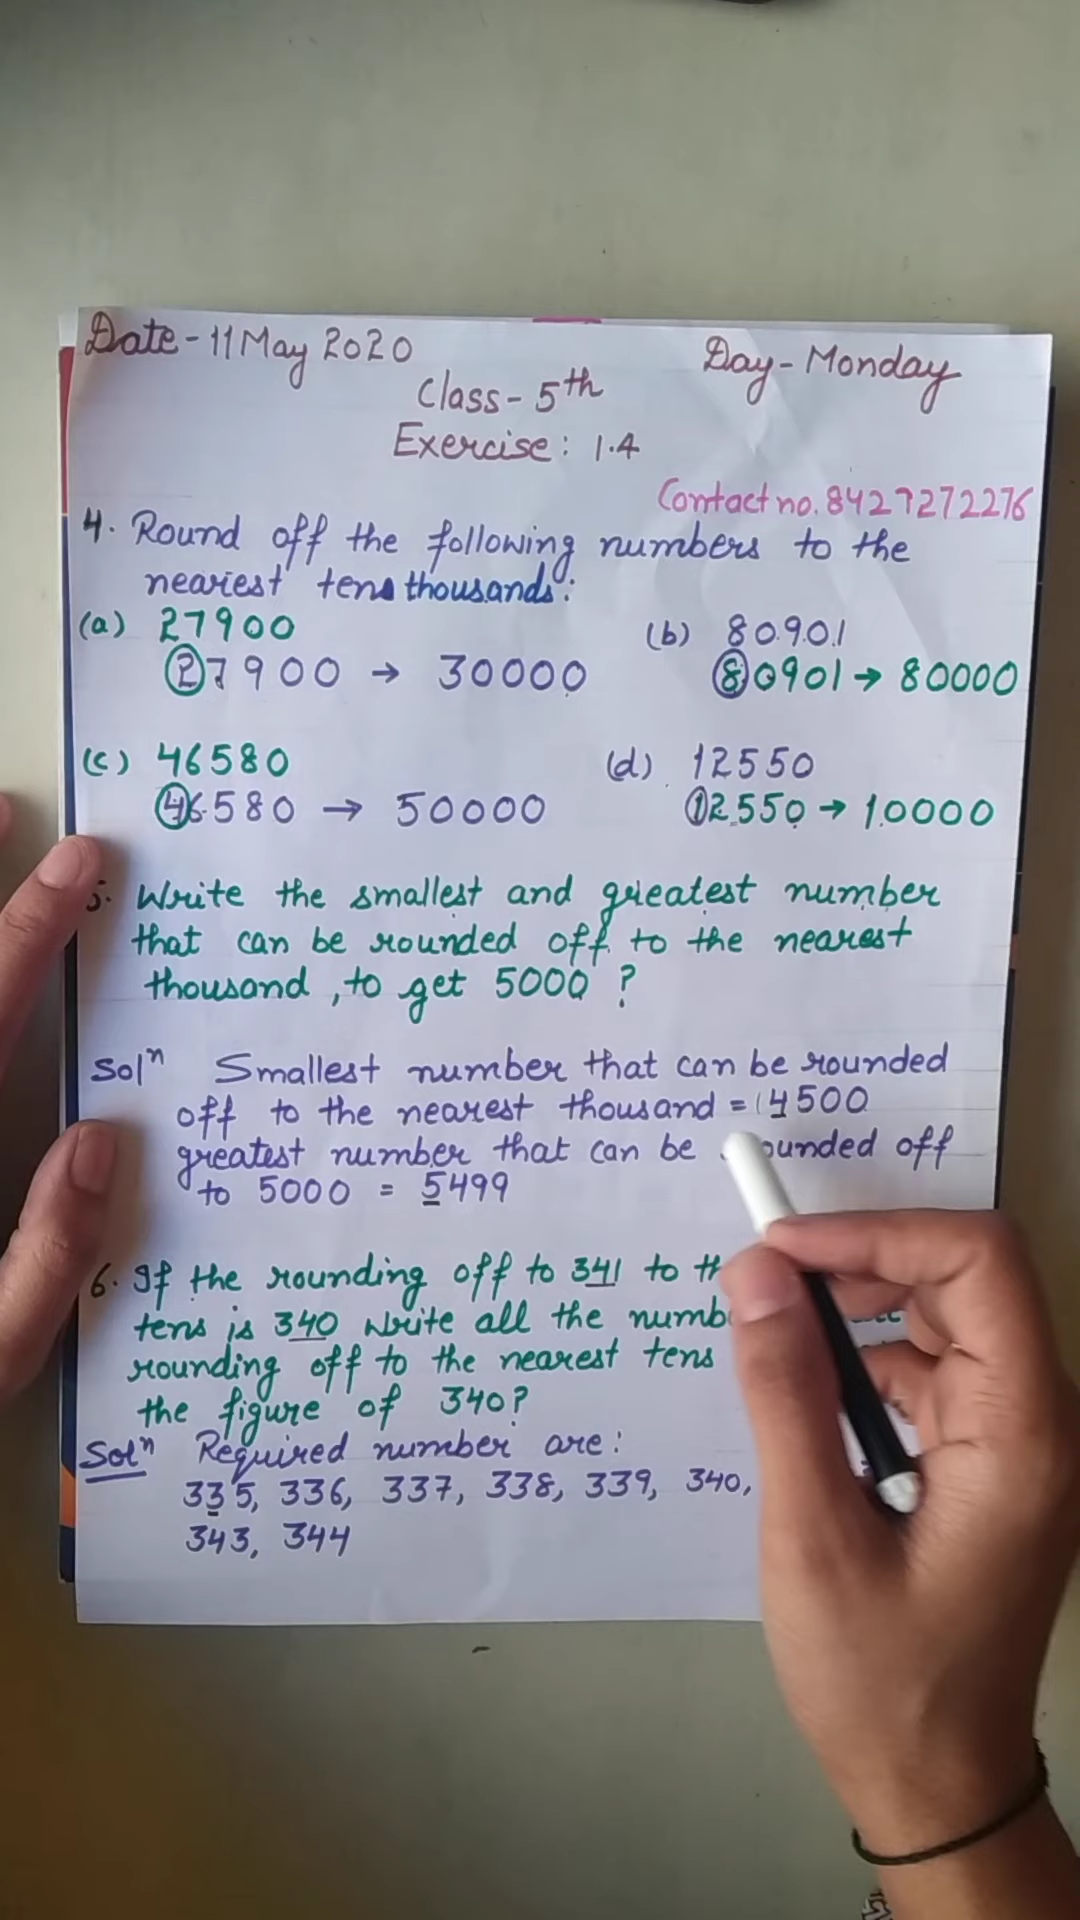 Date - 11 May 2020
Day - Monday
Class - 5th
Exercise : 1.4
Contact no. 8427272276
4. Round off the following numbers to the
nearest tens thousands:
(a) 27900
27900 → 30000
(b) 80901
80901 → 80000
(c) 46580
46580 → 50000
(d) 12550
12550 → 10000
5. Write the smallest and greatest number
that can be rounded off to the nearest
thousand, to get 5000 ?
Solⁿ Smallest number that can be rounded
off to the nearest thousand = 4500
greatest number that can be rounded off
to 5000 = 5499
6. If the rounding off to 341 to
tens is 340 Write all the
rounding off to the nearest tens
the figure of 340?
Solⁿ Required number are:
335, 336, 337, 338, 339, 340,
343, 344